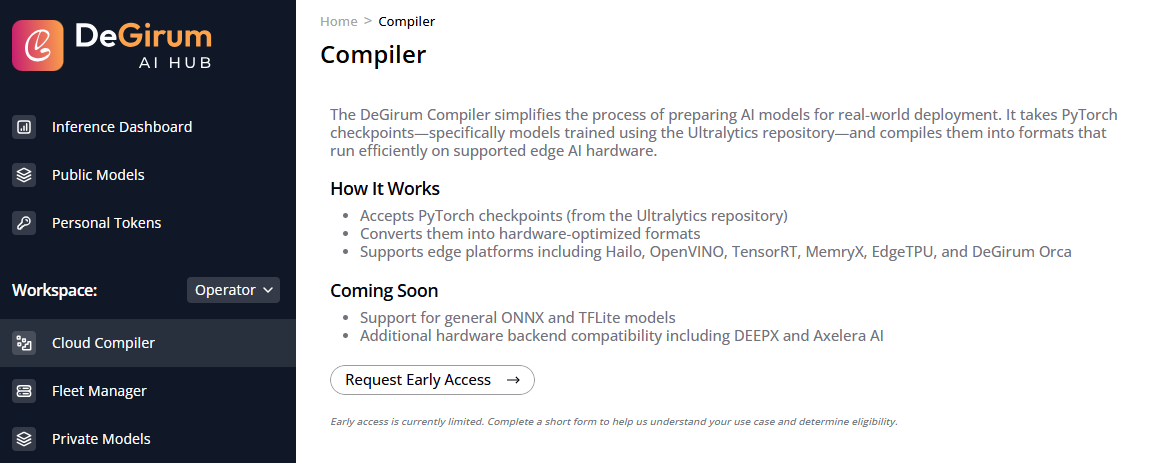 DeGirum
AI HUB
Inference Dashboard
Public Models
Personal Tokens
Workspace:
Operator
Cloud Compiler
Fleet Manager
Private Models
Home > Compiler
Compiler
The DeGirum Compiler simplifies the process of preparing AI models for real-world deployment. It takes PyTorch
checkpoints—specifically models trained using the Ultralytics repository—and compiles them into formats that
run efficiently on supported edge AI hardware.
How It Works
• Accepts PyTorch checkpoints (from the Ultralytics repository)
• Converts them into hardware-optimized formats
• Supports edge platforms including Hailo, OpenVINO, TensorRT, MemryX, EdgeTPU, and DeGirum Orca
Coming Soon
• Support for general ONNX and TFLite models
• Additional hardware backend compatibility including DEEPX and Axelera AI
Request Early Access →
Early access is currently limited. Complete a short form to help us understand your use case and determine eligibility.